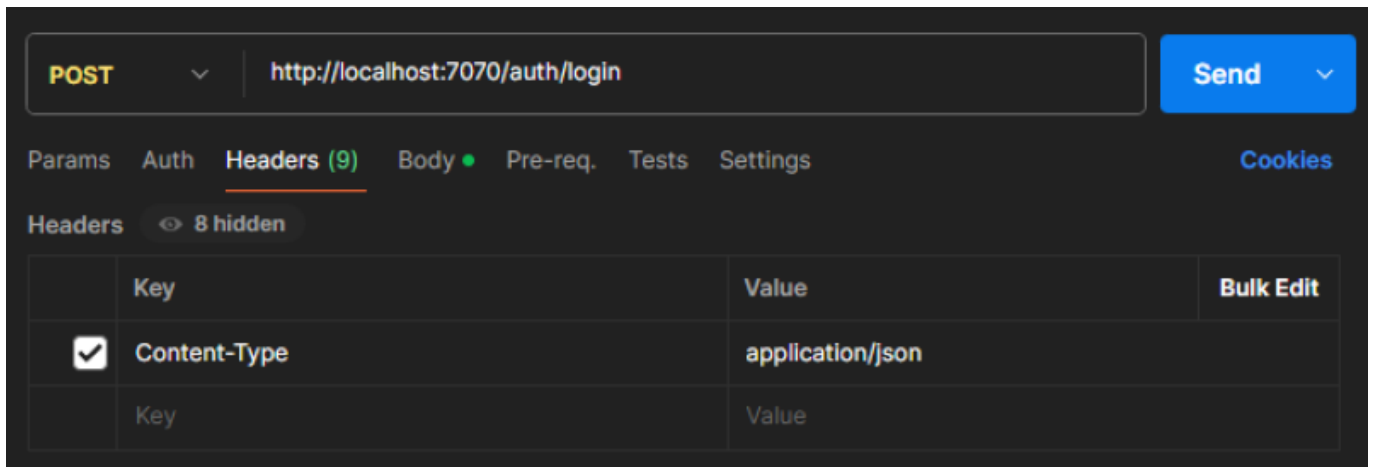 POST http://localhost:7070/auth/login Send
Params Auth Headers (9) Body Pre-req. Tests Settings Cookies
Headers 8 hidden
Key Value Bulk Edit
Content-Type application/json
Key Value